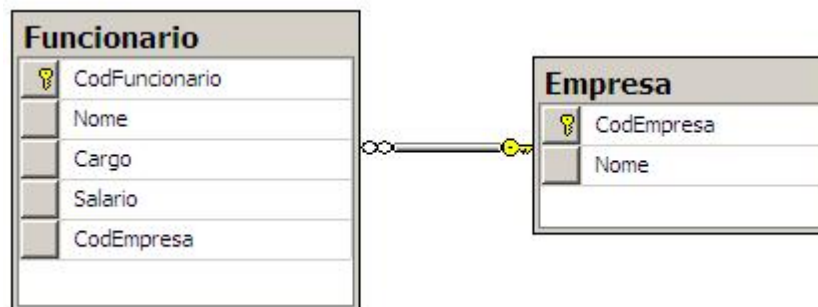 Funcionario
CodFuncionario
Nome
Cargo
Salario
CodEmpresa
Empresa
CodEmpresa
Nome